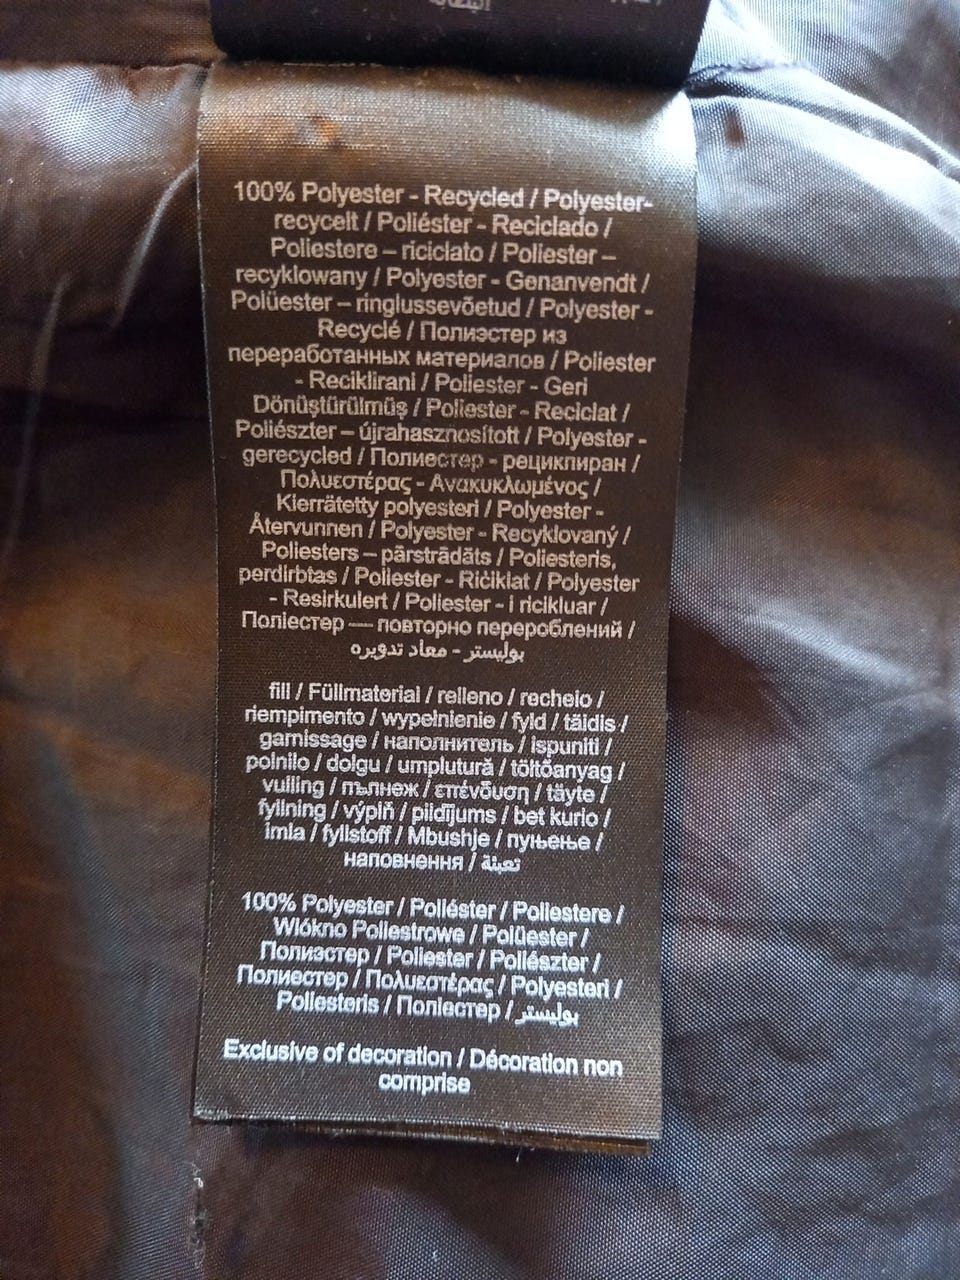 100% Polyester - Recycled / Polyester-
recycelt / Poliéster - Reciclado /
Poliestere – riciclato / Poliester –
recyklowany / Polyester - Genanvendt /
Polüester – ringlussevõetud / Polyester -
Recyclé / Полиэстер из
переработанных материалов / Poliester
- Reciklirani / Poliester - Geri
Dönüştürülmüş / Poliester - Reciclat /
Poliészter – újrahasznosított / Polyester -
gerecycled / Полиестер - рециклиран /
Πολυεστέρας - Ανακυκλωμένος /
Kierrätetty polyesteri / Polyester -
Återvunnen / Polyester - Recyklovaný /
Poliesters – pārstrādāts / Poliesteris,
perdirbtas / Poliester - Riċiklat / Polyester
- Resirkulert / Poliester - i ricikluar /
Поліестер — повторно перероблений /
بوليستر - معاد تدويره
fill / Füllmaterial / relleno / recheio /
riempimento / wypełnienie / fyld / täidis /
garnissage / наполнитель / ispuniti /
polnilo / dolgu / umplutură / töltőanyag /
vulling / пълнеж / επένδυση / täyte /
fyllning / výplň / pildījums / bet kurio /
imla / fyllstoff / Mbushje / пуњење /
наповнення / تعبئة
100% Polyester / Poliéster / Poliestere /
Włókno Poliestrowe / Polüester /
Полиэстер / Poliester / Poliészter /
Полиестер / Πολυεστέρας / Polyesteri /
Poliesteris / Поліестер / بوليستر
Exclusive of decoration / Décoration non
comprise